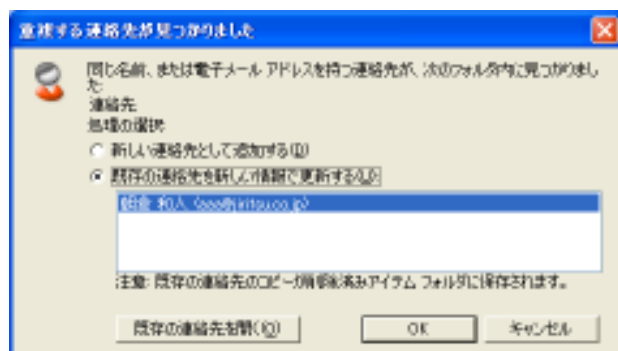 重複する連絡先が見つかりました
同じ名前、または電子メール アドレスを持つ連絡先が、次のフォルダ内に見つかりまし
た:
連絡先
処理の選択
新しい連絡先として追加する(D)
既存の連絡先を新しい情報で更新する(U):
和人
注意: 既存の連絡先のコピーが削除済みアイテム フォルダに保存されます。
既存の連絡先を開く(O)
OK
キャンセル